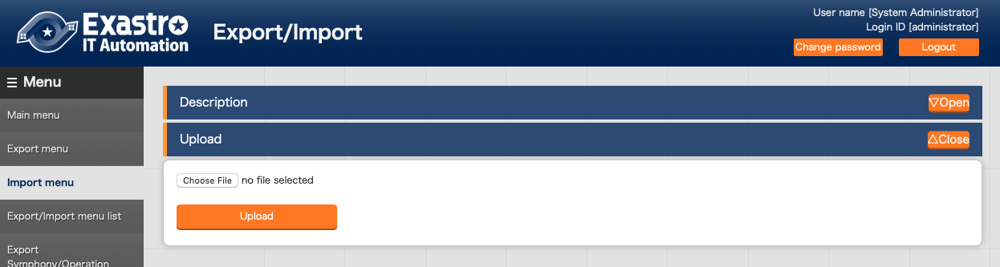 Exastro
IT Automation
Export/Import
User name [System Administrator]
Login ID [administrator]
Change password
Logout
Menu
Main menu
Export menu
Import menu
Export/Import menu list
Export
Symphony/Operation
Description
▽Open
Upload
△Close
Choose File no file selected
Upload